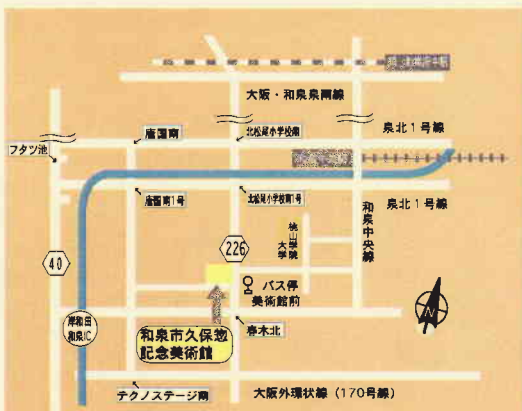 大阪・和泉泉南線
唐国南
北松尾小学校南
泉北1号線
フタツ池
唐国南1号
北松尾小学校南1号
泉北1号線
和泉中央線
桃山学院
大学
226
40
バス停
美術館前
岸和田
和泉IC
和泉市久保惣
記念美術館
春木北
N
テクノステージ南
大阪外環状線(170号線)